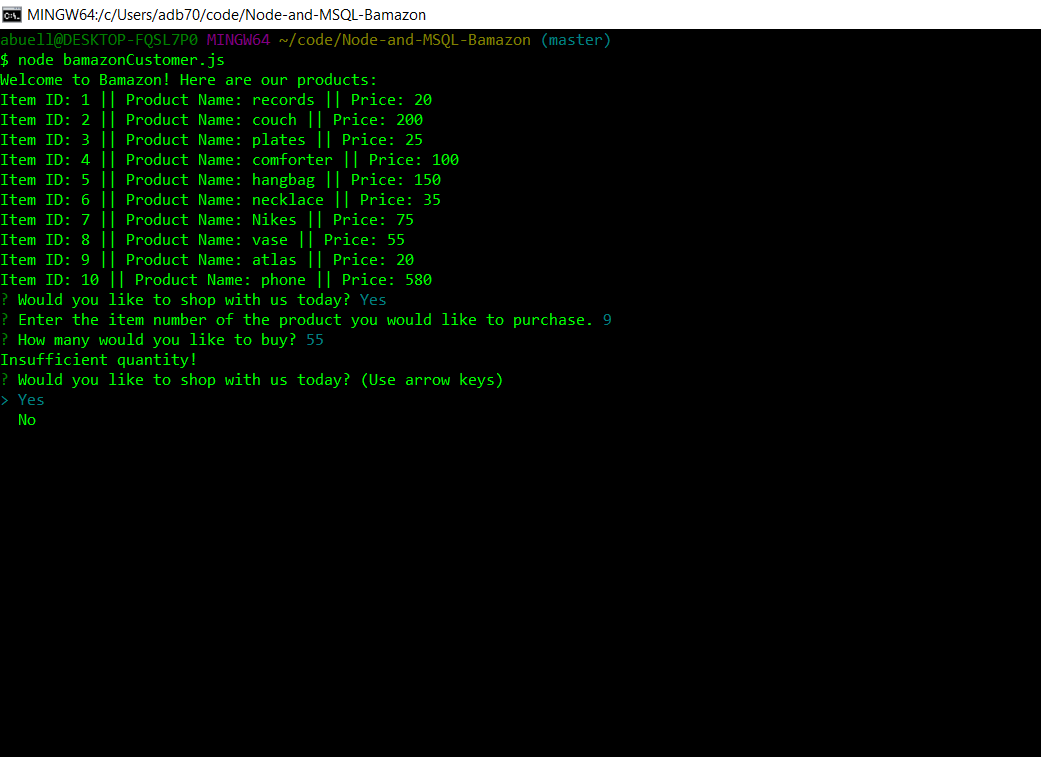 MINGW64:/c/Users/adb70/code/Node-and-MSQL-Bamazon
abuell@DESKTOP-FQSL7P0 MINGW64 ~/code/Node-and-MSQL-Bamazon (master)
$ node bamazonCustomer.js
Welcome to Bamazon! Here are our products:
Item ID: 1 || Product Name: records || Price: 20
Item ID: 2 || Product Name: couch || Price: 200
Item ID: 3 || Product Name: plates || Price: 25
Item ID: 4 || Product Name: comforter || Price: 100
Item ID: 5 || Product Name: hangbag || Price: 150
Item ID: 6 || Product Name: necklace || Price: 35
Item ID: 7 || Product Name: Nikes || Price: 75
Item ID: 8 || Product Name: vase || Price: 55
Item ID: 9 || Product Name: atlas || Price: 20
Item ID: 10 || Product Name: phone || Price: 580
? Would you like to shop with us today? Yes
? Enter the item number of the product you would like to purchase. 9
? How many would you like to buy? 55
Insufficient quantity!
? Would you like to shop with us today? (Use arrow keys)
> Yes
  No